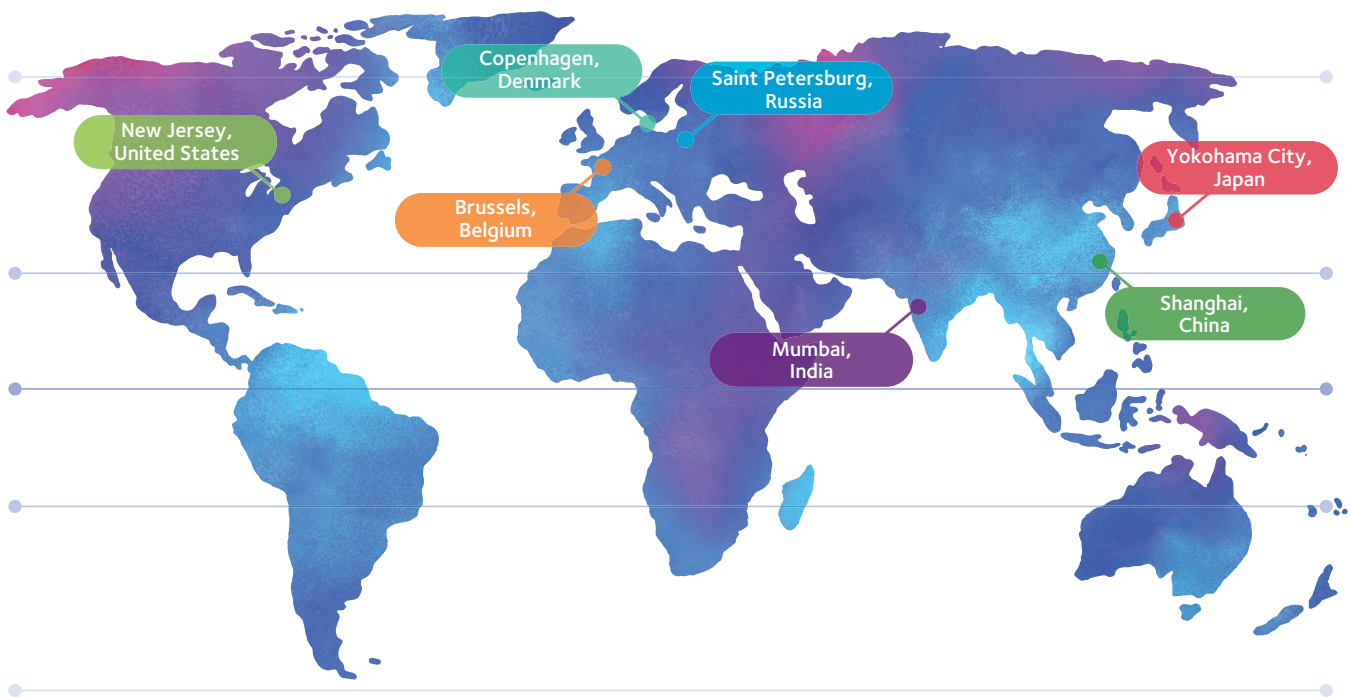 Copenhagen,
Denmark
Saint Petersburg,
Russia
New Jersey,
United States
Yokohama City,
Japan
Brussels,
Belgium
Shanghai,
China
Mumbai,
India